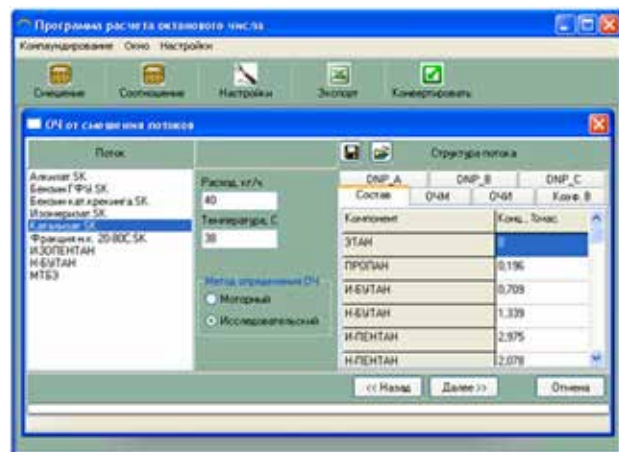 Программа расчета октанового числа
Компаундирование Окно Настройки
Смешение Соотношение Настройки Экспорт Конвертировать
ОЧ от смешения потоков
Поток Структура потока
Алкилат SK
Бензин ГФУ SK
Бензин кат.крекинга SK
Изомеризат SK
Катализат SK
Фракция н.к. 20-80С SK
ИЗОПЕНТАН
Н-БУТАН
МТБЭ
Расход, кг/ч
40
Температура, С
38
Метод определения ОЧ
Моторный
Исследовательский
DNP_A DNP_B DNP_C
Состав ОЧМ ОЧИ Коэф. В
Компонент Конц., %мас.
ЭТАН
ПРОПАН 0,196
И-БУТАН 0,709
Н-БУТАН 1,339
И-ПЕНТАН 2,975
Н-ПЕНТАН 2,078
<< Назад Далее >> Отмена